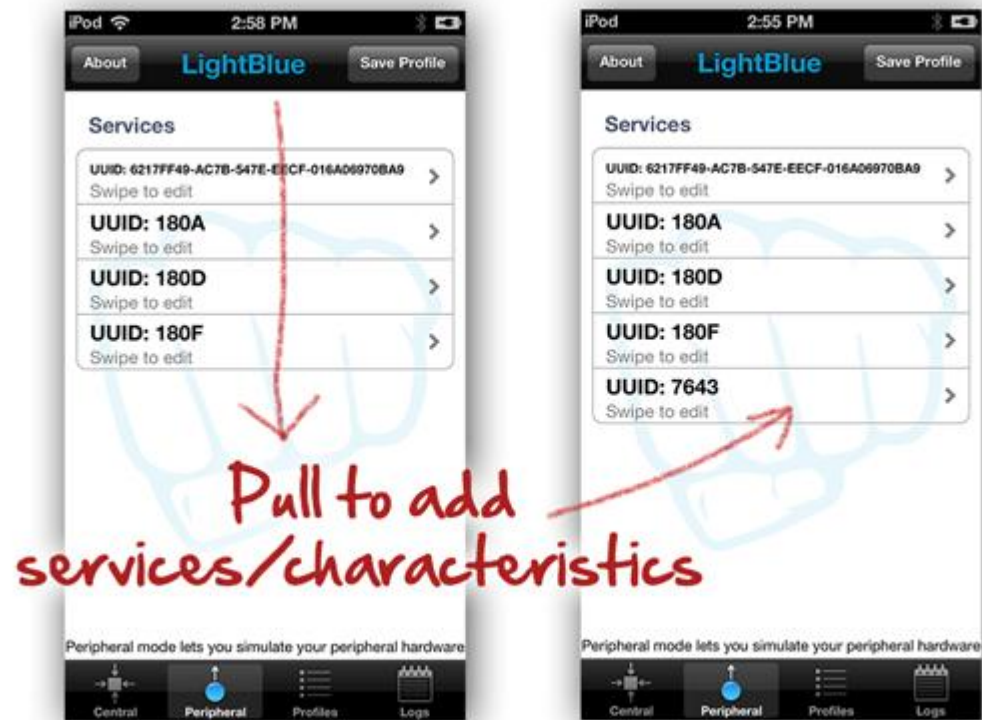 iPod 2:58 PM
About LightBlue Save Profile
Services
UUID: 6217FF49-AC7B-547E-EECF-016A06970BA9
Swipe to edit
UUID: 180A
Swipe to edit
UUID: 180D
Swipe to edit
UUID: 180F
Swipe to edit
Peripheral mode lets you simulate your peripheral hardware
Central Peripheral Profiles Logs
iPod 2:55 PM
About LightBlue Save Profile
Services
UUID: 6217FF49-AC7B-547E-EECF-016A06970BA9
Swipe to edit
UUID: 180A
Swipe to edit
UUID: 180D
Swipe to edit
UUID: 180F
Swipe to edit
UUID: 7643
Swipe to edit
Peripheral mode lets you simulate your peripheral hardware
Central Peripheral Profiles Logs
Pull to add
services/characteristics